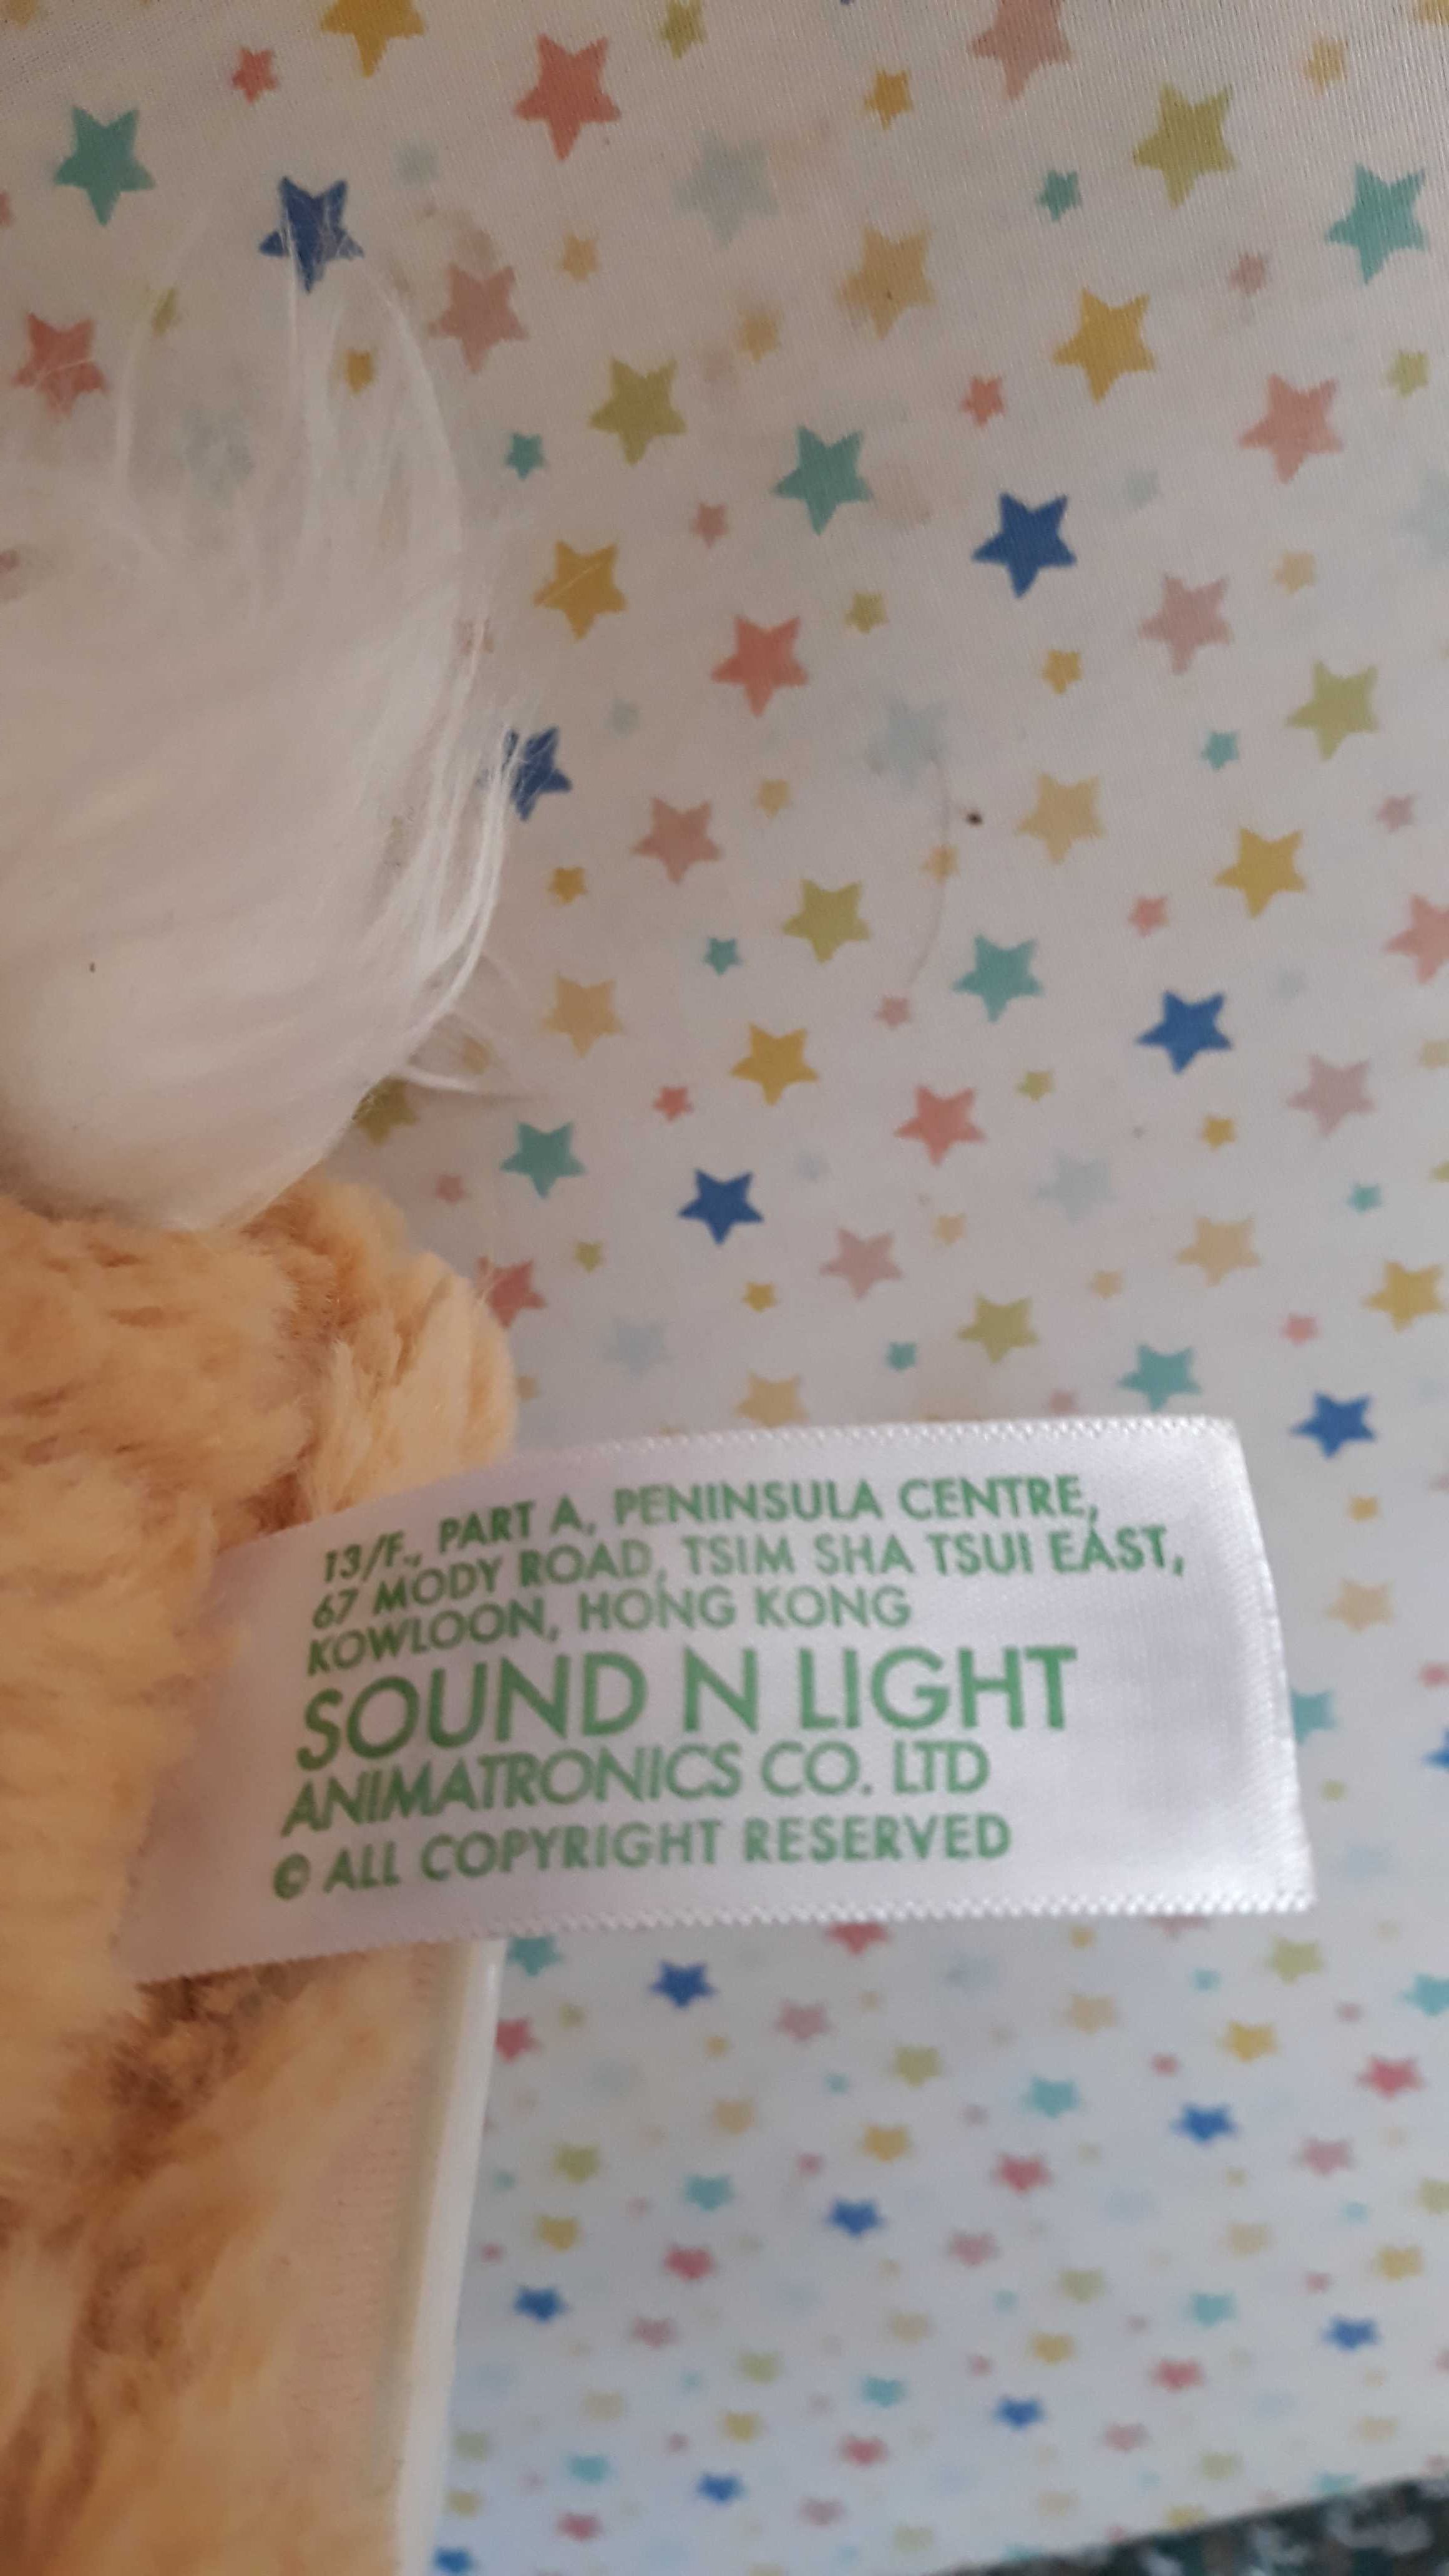 13/F., PART A, PENINSULA CENTRE,
67 MODY ROAD, TSIM SHA TSUI EAST,
KOWLOON, HONG KONG
SOUND N LIGHT
ANIMATRONICS CO. LTD
© ALL COPYRIGHT RESERVED